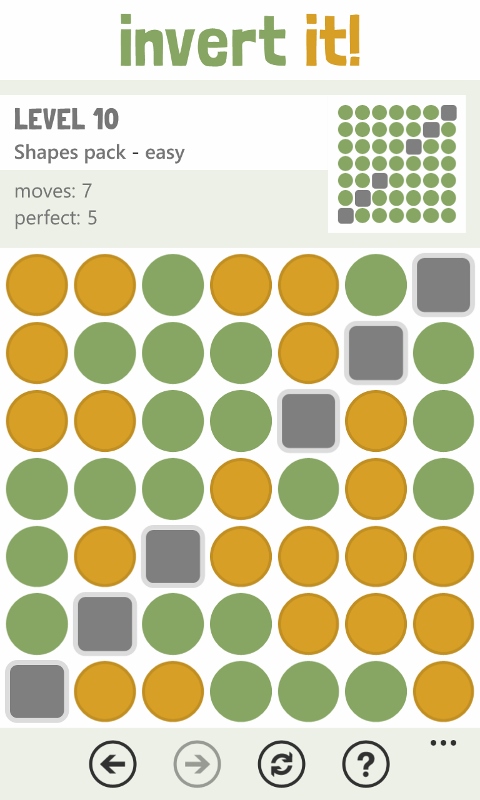 invert it!
LEVEL 10
Shapes pack - easy
moves: 7
perfect: 5
?